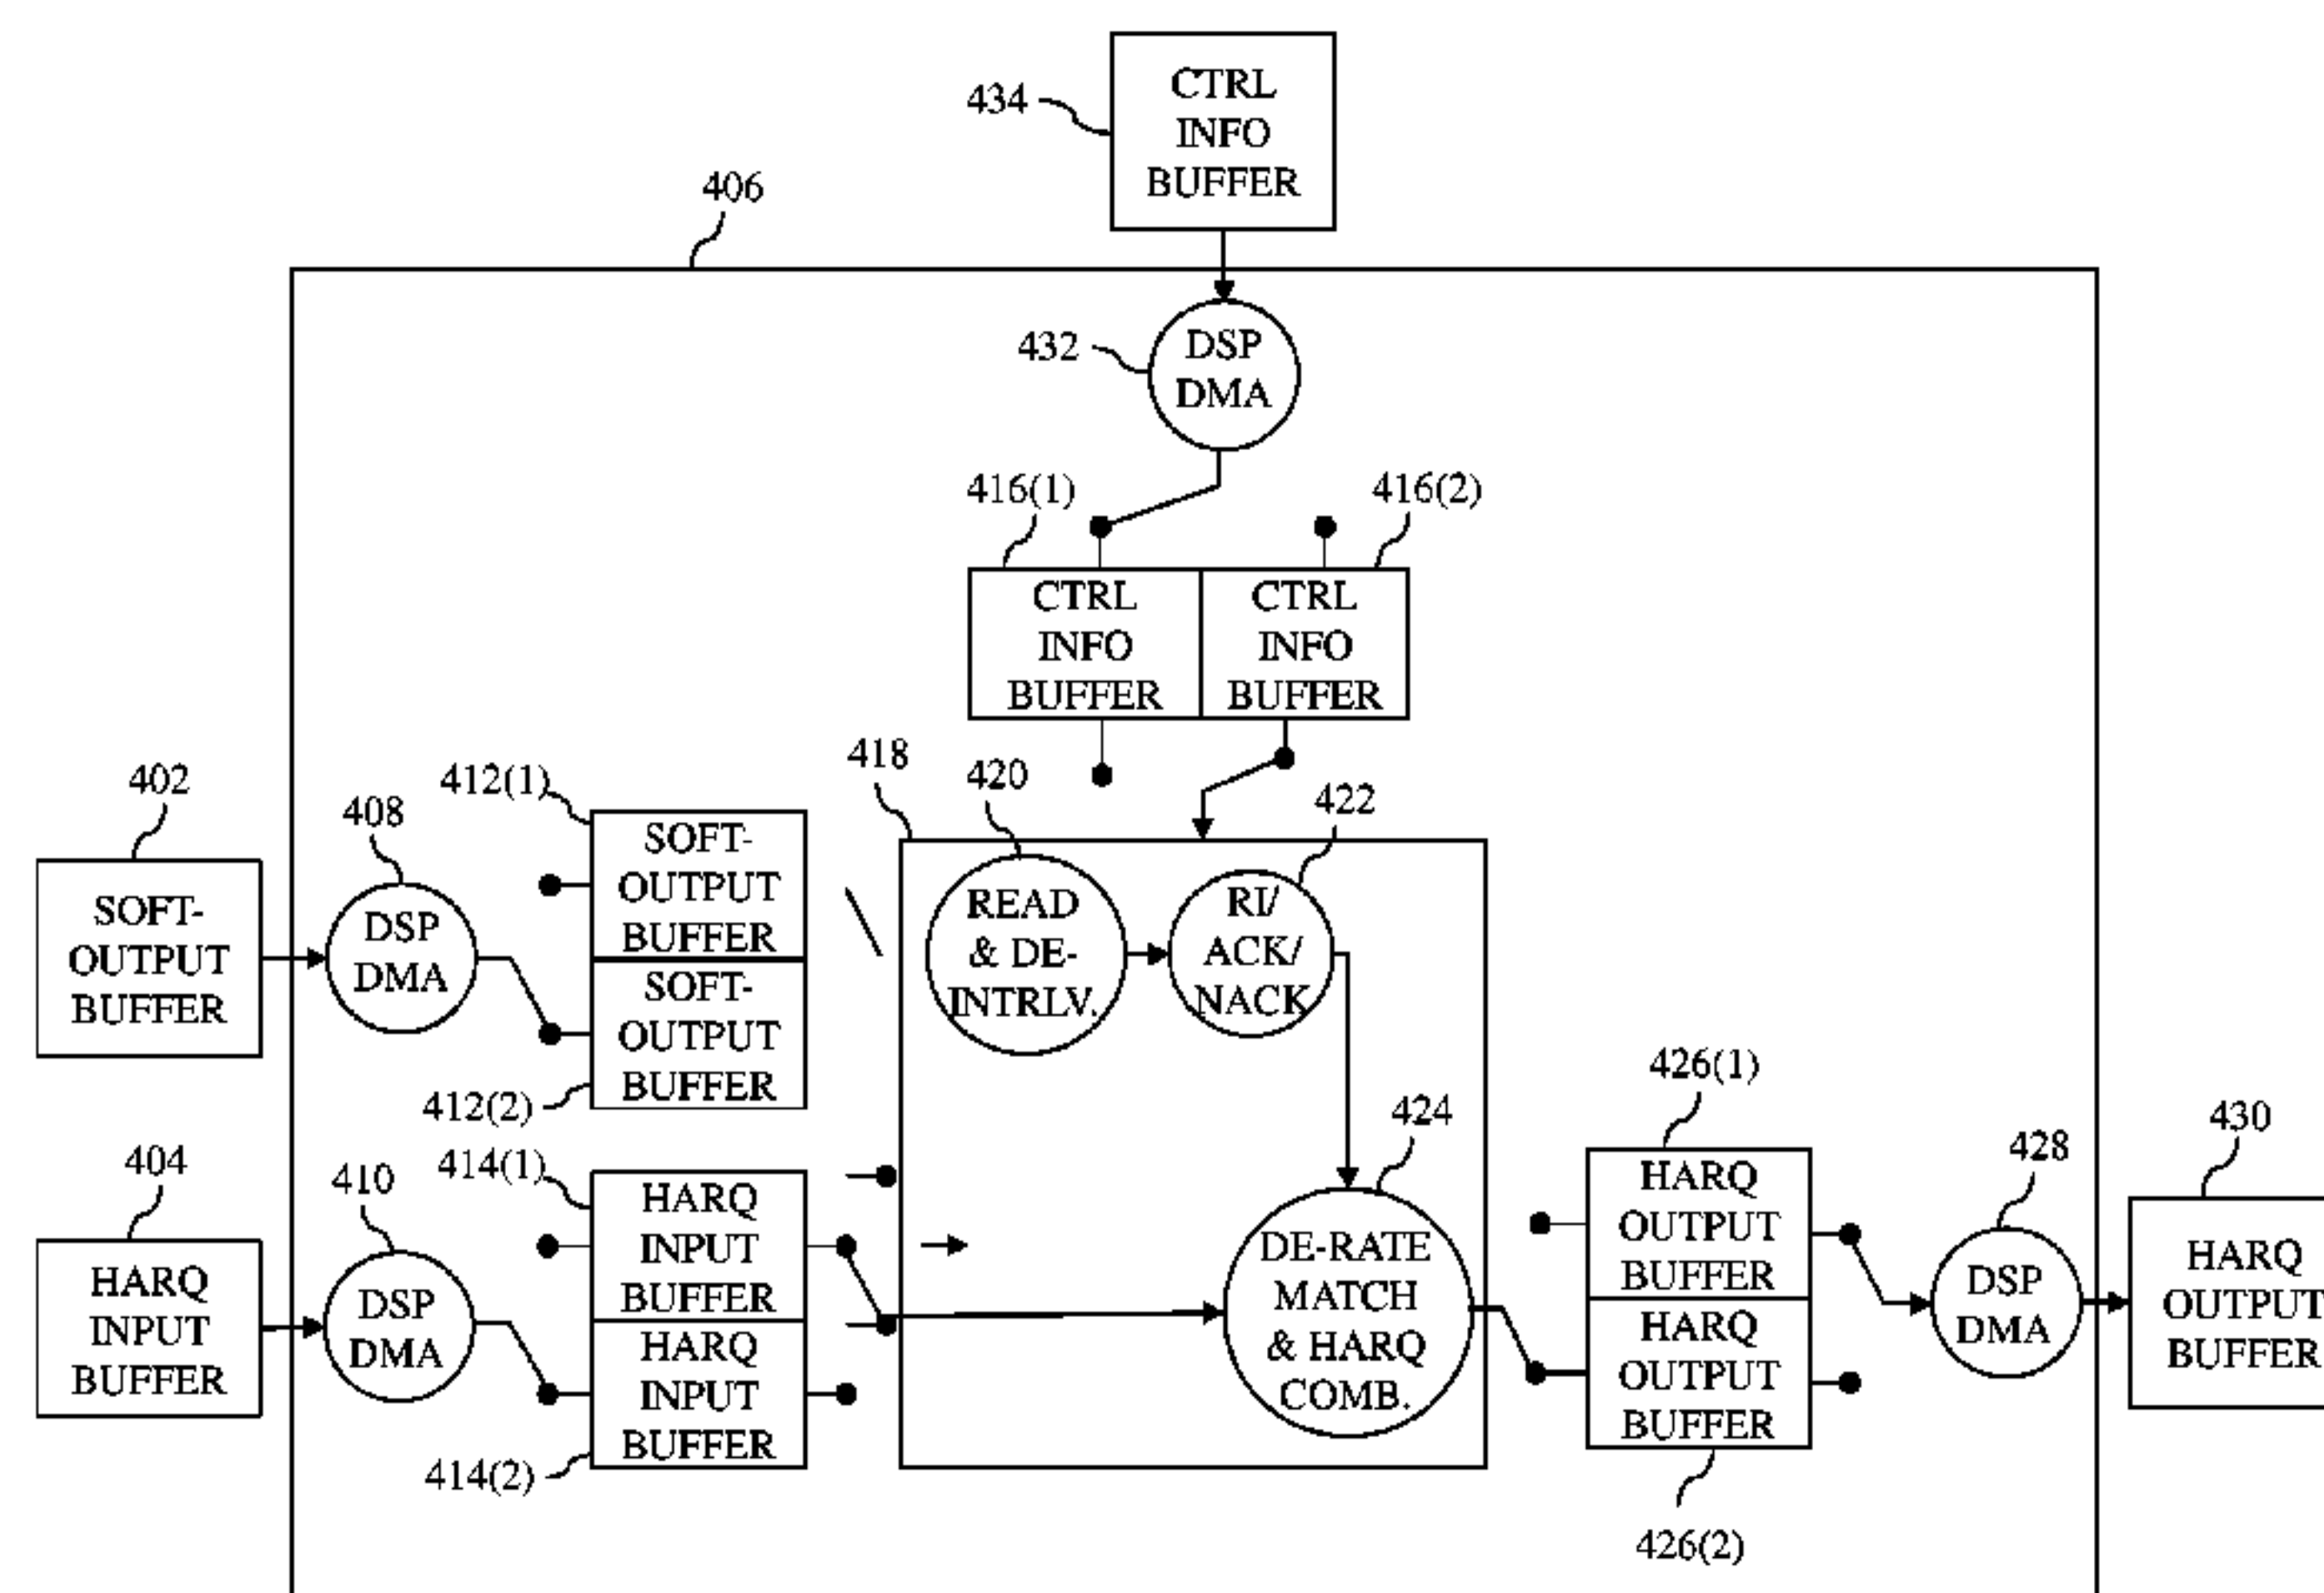 434
CTRL
INFO
BUFFER
406
432
DSP
DMA
416(1)
416(2)
CTRL
INFO
BUFFER
CTRL
INFO
BUFFER
418
420
422
402
408
412(1)
SOFT-
OUTPUT
BUFFER
DSP
DMA
SOFT-
OUTPUT
BUFFER
SOFT-
OUTPUT
BUFFER
412(2)
READ
& DE-
INTRLV.
RI/
ACK/
NACK
404
410
414(1)
HARQ
INPUT
BUFFER
DSP
DMA
HARQ
INPUT
BUFFER
HARQ
INPUT
BUFFER
414(2)
424
DE-RATE
MATCH
& HARQ
COMB.
426(1)
HARQ
OUTPUT
BUFFER
HARQ
OUTPUT
BUFFER
426(2)
428
DSP
DMA
430
HARQ
OUTPUT
BUFFER